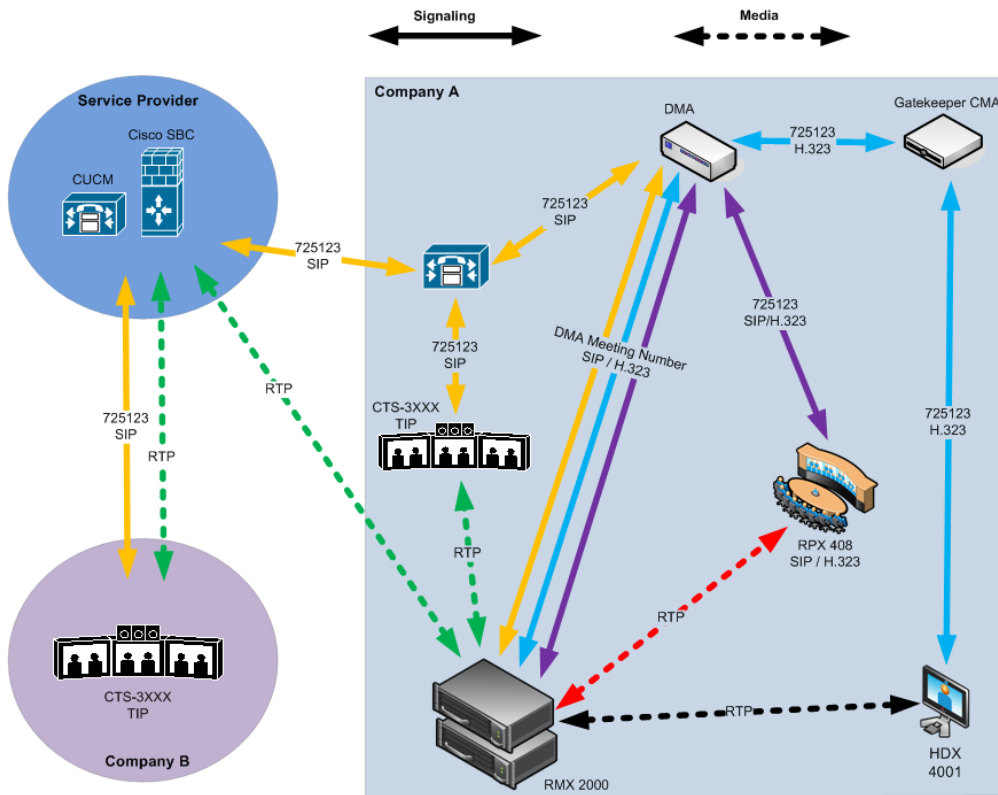 Signaling
Media
Service Provider
Cisco SBC
CUCM
Company A
DMA
Gatekeeper CMA
725123
H.323
725123
SIP
725123
SIP
725123
SIP
725123
SIP/H.323
DMA Meeting Number
SIP / H.323
CTS-3XXX
TIP
RTP
725123
SIP
RTP
725123
H.323
RTP
RPX 408
SIP / H.323
RTP
CTS-3XXX
TIP
Company B
RTP
RMX 2000
HDX
4001